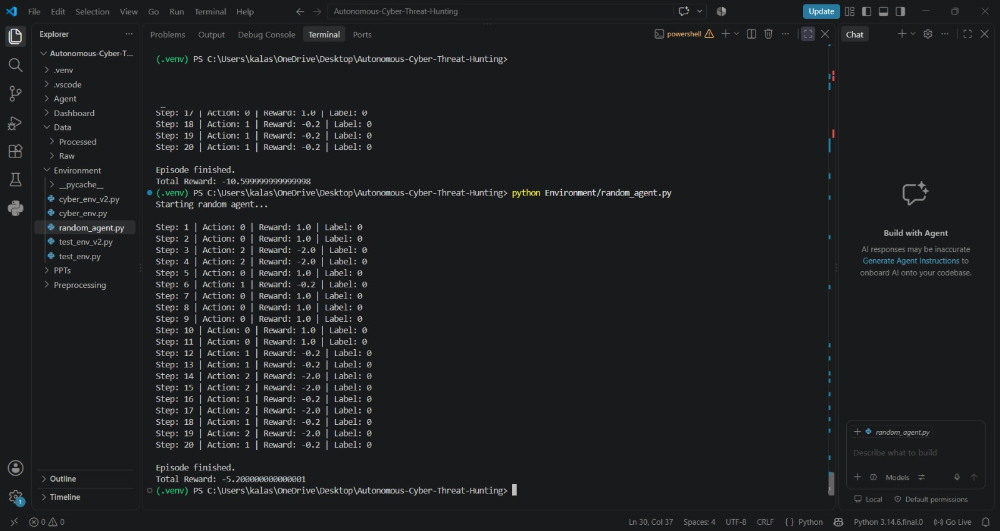 File Edit Selection View Go Run Terminal Help
Autonomous-Cyber-Threat-Hunting
Update
Explorer
Autonomous-Cyber-T...
.venv
.vscode
Agent
Dashboard
Data
Processed
Raw
Environment
__pycache__
cyber_env_v2.py
cyber_env.py
random_agent.py
test_env_v2.py
test_env.py
PPTs
Preprocessing
Outline
Timeline
1
Problems Output Debug Console Terminal Ports
powershell
(.venv) PS C:\Users\kalas\OneDrive\Desktop\Autonomous-Cyber-Threat-Hunting>
…
Step: 17 | Action: 0 | Reward: 1.0 | Label: 0
Step: 18 | Action: 1 | Reward: -0.2 | Label: 0
Step: 19 | Action: 1 | Reward: -0.2 | Label: 0
Step: 20 | Action: 1 | Reward: -0.2 | Label: 0
Episode finished.
Total Reward: -10.599999999999998
(.venv) PS C:\Users\kalas\OneDrive\Desktop\Autonomous-Cyber-Threat-Hunting> python Environment/random_agent.py
Starting random agent...
Step: 1 | Action: 0 | Reward: 1.0 | Label: 0
Step: 2 | Action: 0 | Reward: 1.0 | Label: 0
Step: 3 | Action: 2 | Reward: -2.0 | Label: 0
Step: 4 | Action: 2 | Reward: -2.0 | Label: 0
Step: 5 | Action: 0 | Reward: 1.0 | Label: 0
Step: 6 | Action: 1 | Reward: -0.2 | Label: 0
Step: 7 | Action: 0 | Reward: 1.0 | Label: 0
Step: 8 | Action: 0 | Reward: 1.0 | Label: 0
Step: 9 | Action: 0 | Reward: 1.0 | Label: 0
Step: 10 | Action: 0 | Reward: 1.0 | Label: 0
Step: 11 | Action: 0 | Reward: 1.0 | Label: 0
Step: 12 | Action: 1 | Reward: -0.2 | Label: 0
Step: 13 | Action: 1 | Reward: -0.2 | Label: 0
Step: 14 | Action: 2 | Reward: -2.0 | Label: 0
Step: 15 | Action: 2 | Reward: -2.0 | Label: 0
Step: 16 | Action: 1 | Reward: -0.2 | Label: 0
Step: 17 | Action: 2 | Reward: -2.0 | Label: 0
Step: 18 | Action: 1 | Reward: -0.2 | Label: 0
Step: 19 | Action: 2 | Reward: -2.0 | Label: 0
Step: 20 | Action: 1 | Reward: -0.2 | Label: 0
Episode finished.
Total Reward: -5.200000000000001
(.venv) PS C:\Users\kalas\OneDrive\Desktop\Autonomous-Cyber-Threat-Hunting>
Chat
Build with Agent
AI responses may be inaccurate
Generate Agent Instructions to
onboard AI onto your codebase.
random_agent.py
Describe what to build
Models
Local Default permissions
0 0
Ln 30, Col 37 Spaces: 4 UTF-8 CRLF { } Python Python 3.14.6.final.0 Go Live